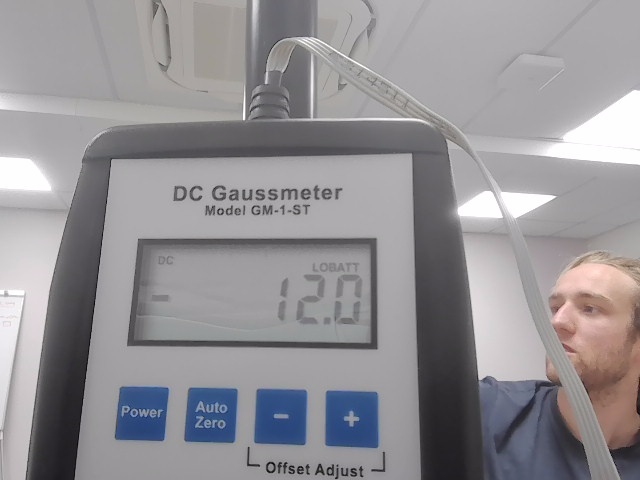 DC Gaussmeter
Model GM-1-ST
DC
LOBATT
- 12.0
Power
Auto
Zero
-
+
Offset Adjust